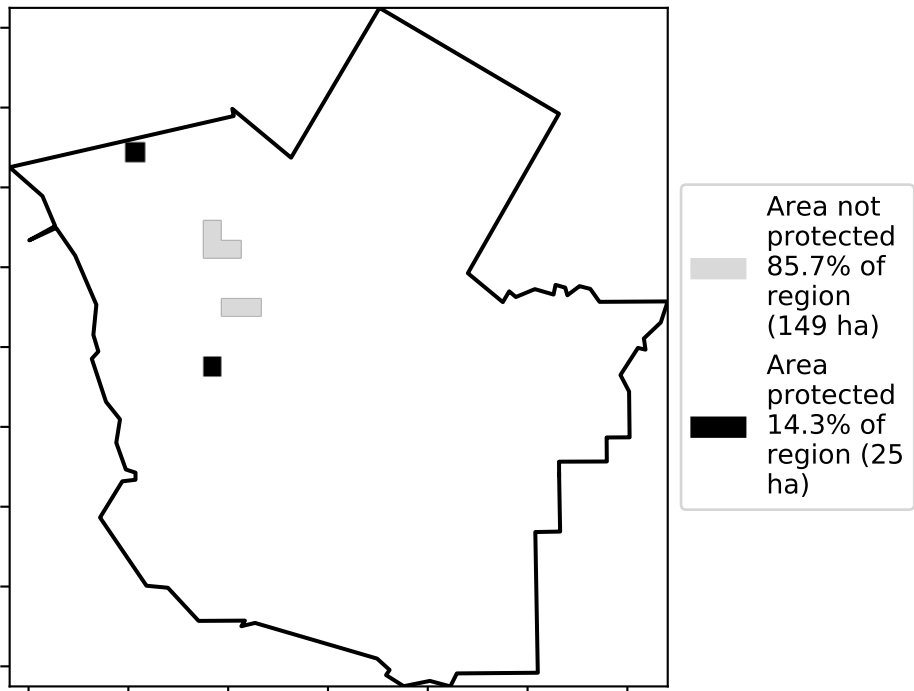 Area not
protected
85.7% of
region
(149 ha)
Area
protected
14.3% of
region (25
ha)